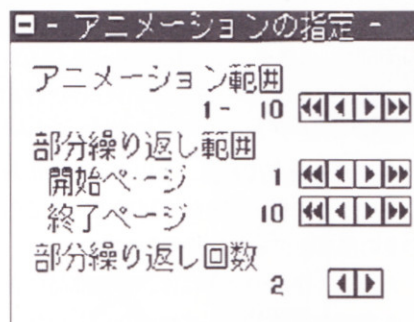 - アニメーションの指定 -
アニメーション範囲
1 - 10
部分繰り返し範囲
開始ページ 1
終了ページ 10
部分繰り返し回数
2